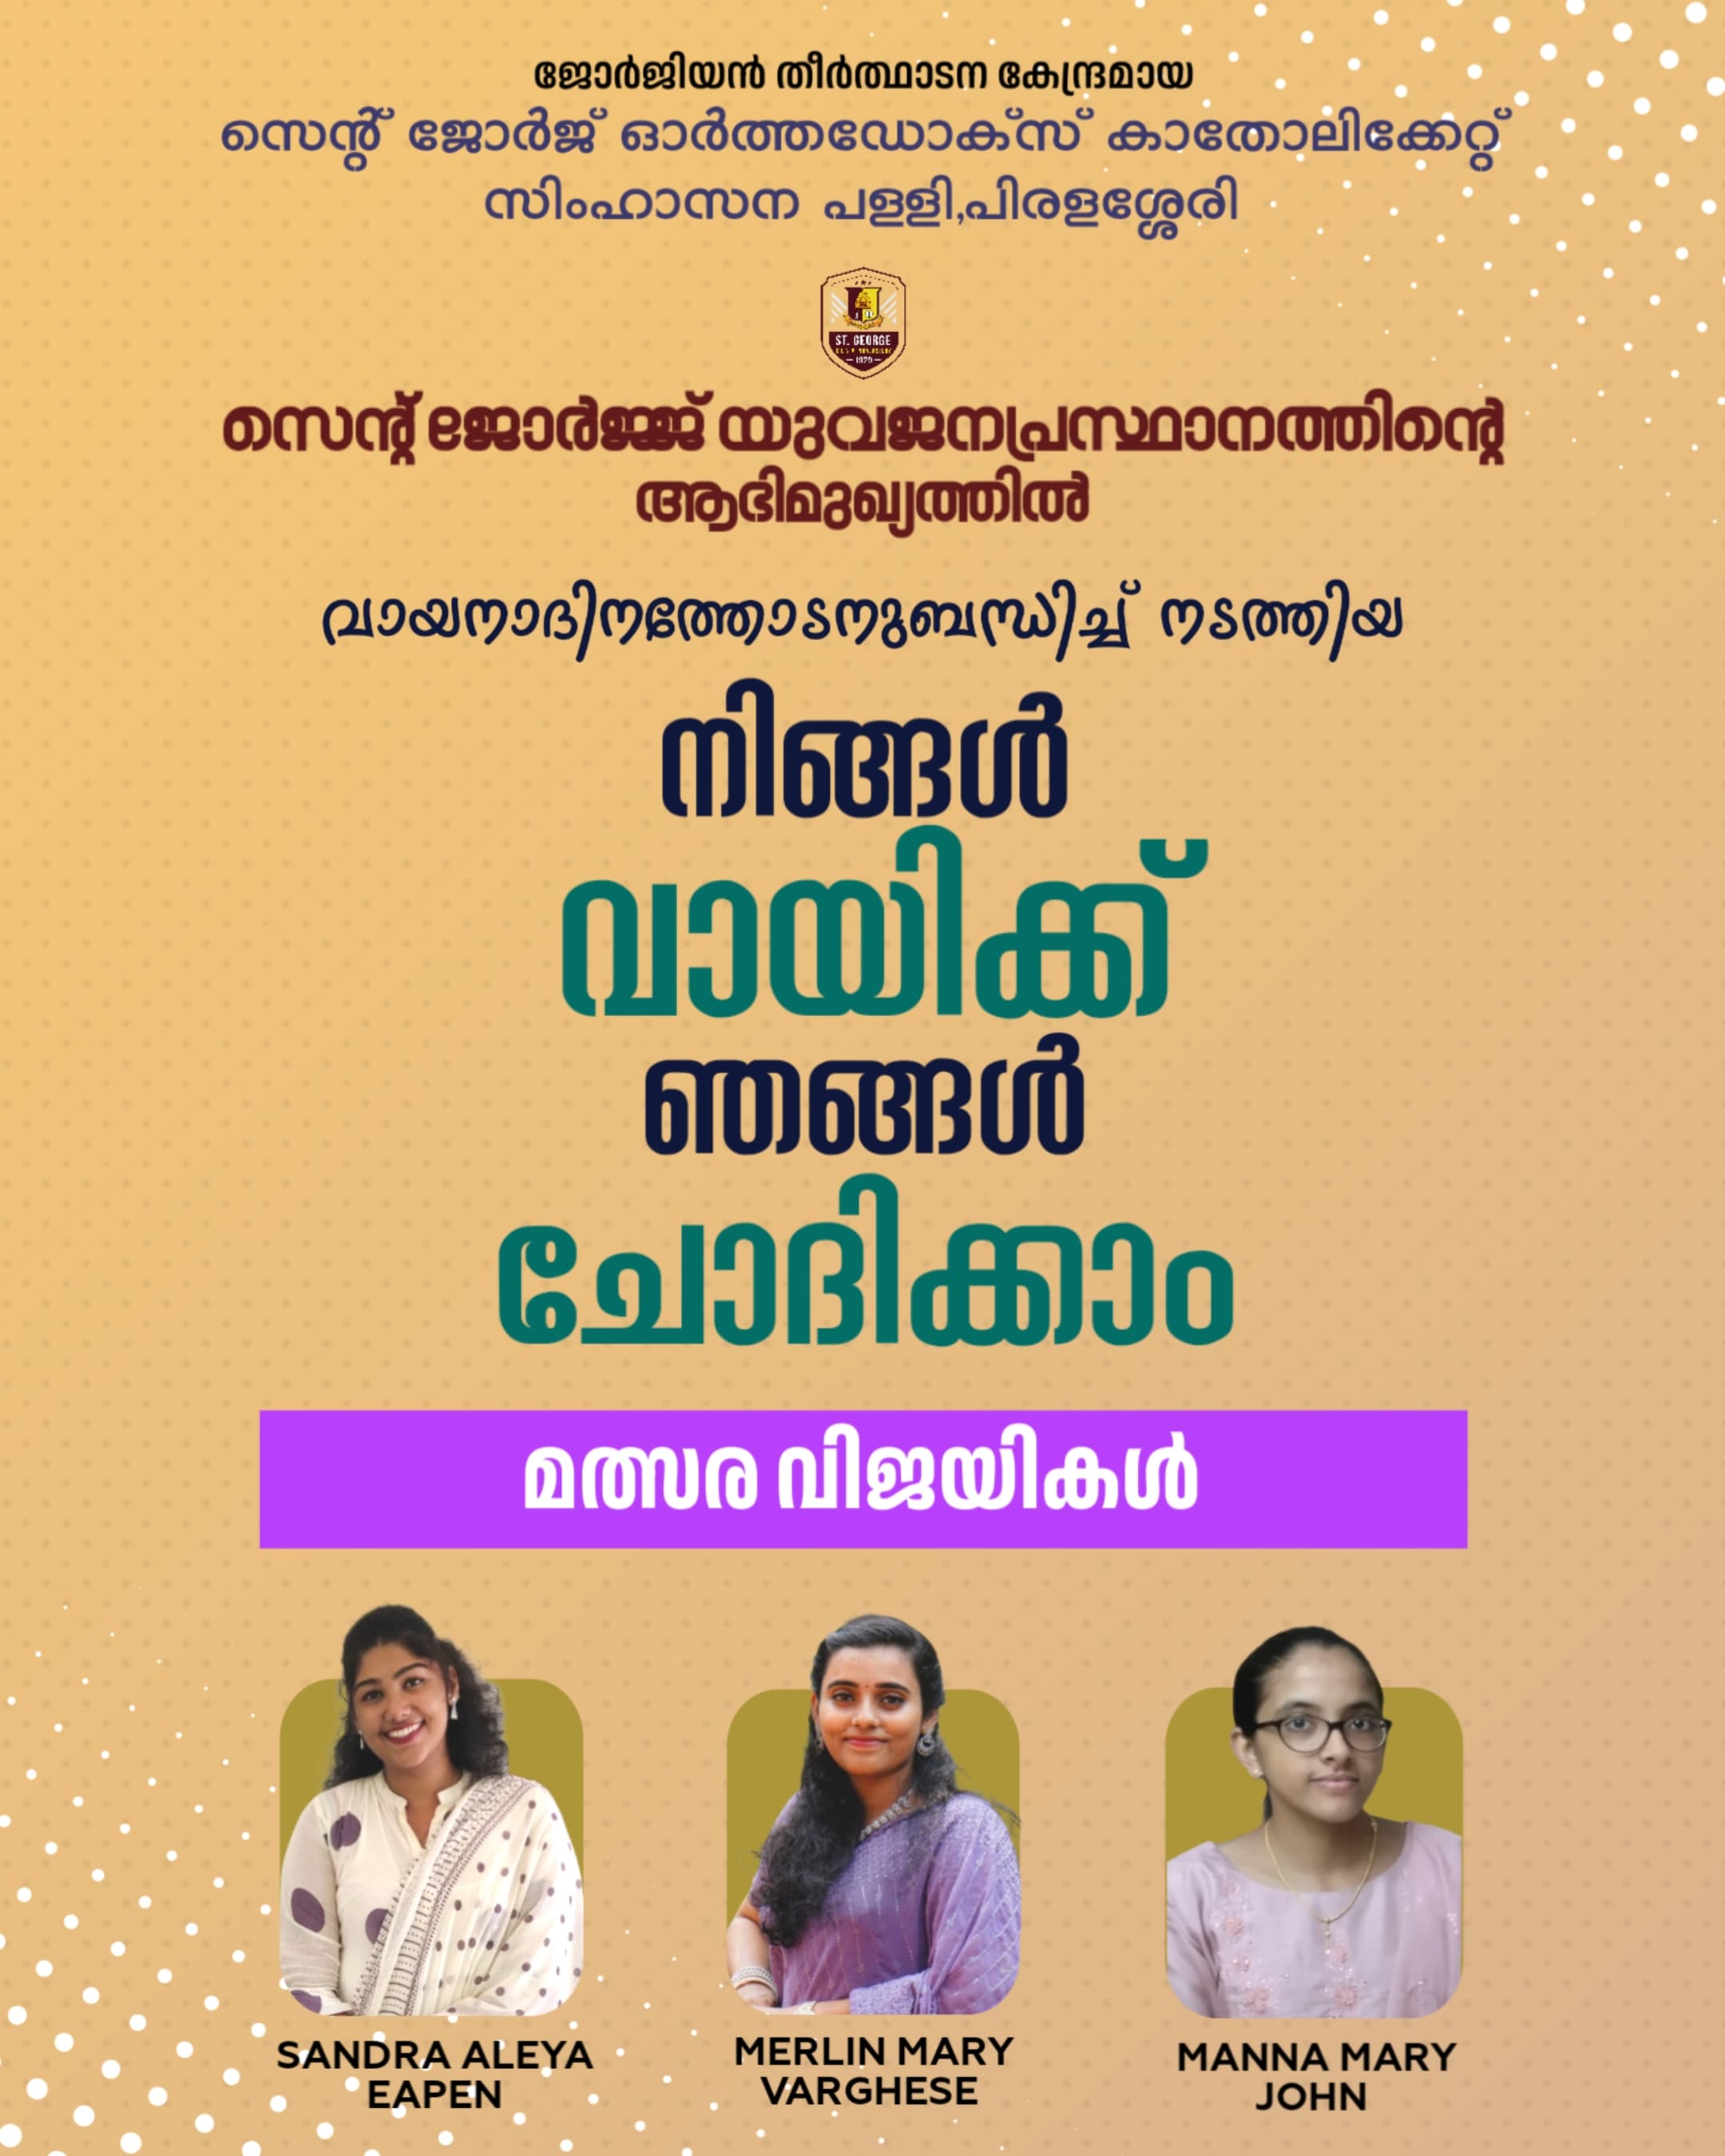 ജോർജിയൻ തീർത്ഥാടന കേന്ദ്രമായ
സെന്റ് ജോർജ് ഓർത്തഡോക്സ് കാതോലിക്കേറ്റ്
സിംഹാസന പള്ളി,പിരളശ്ശേരി
ST. GEORGE
1929
സെന്റ് ജോർജ്ജ് യുവജനപ്രസ്ഥാനത്തിന്റെ
ആഭിമുഖ്യത്തിൽ
വായനാദിനത്തോടനുബന്ധിച്ച് നടത്തിയ
നിങ്ങൾ
വായിക്ക്
ഞങ്ങൾ
ചോദിക്കാം
മത്സര വിജയികൾ
SANDRA ALEYA
EAPEN
MERLIN MARY
VARGHESE
MANNA MARY
JOHN